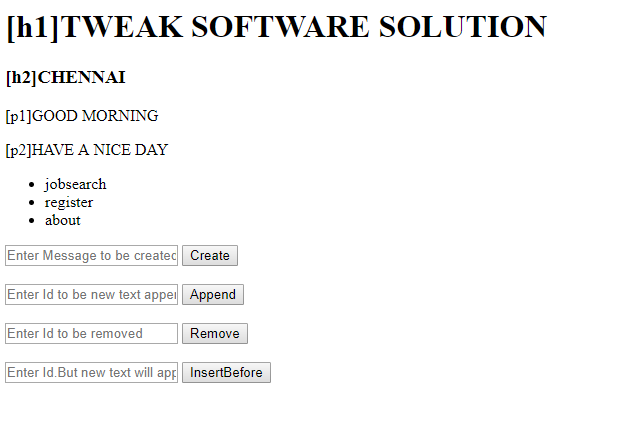 [h1]TWEAK SOFTWARE SOLUTION
[h2]CHENNAI
[p1]GOOD MORNING
[p2]HAVE A NICE DAY
jobsearch
register
about
Enter Message to be created Create
Enter Id to be new text appen Append
Enter Id to be removed Remove
Enter Id.But new text will app InsertBefore